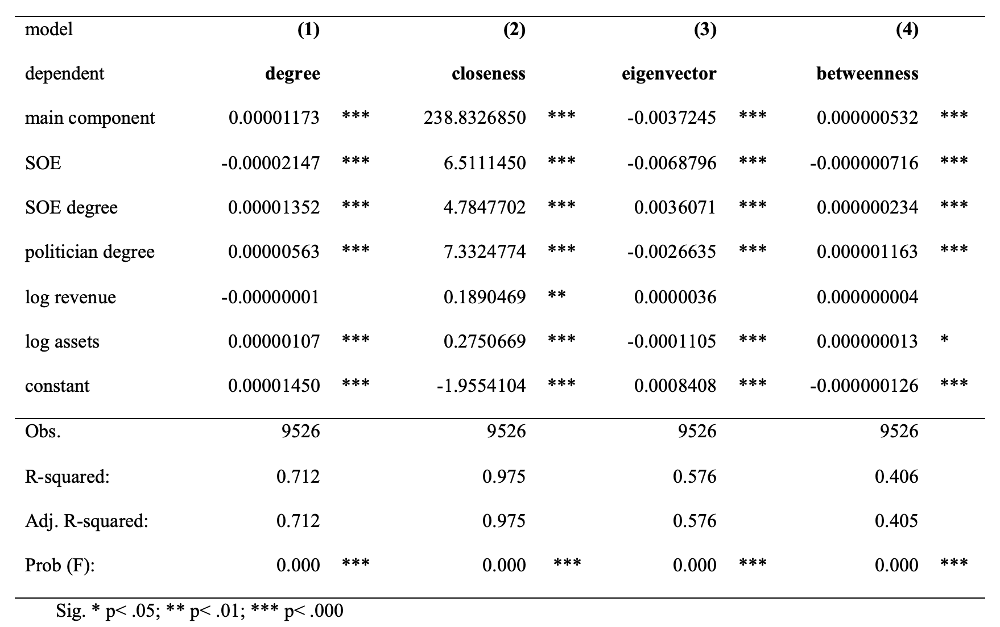 model (1) (2) (3) (4)
dependent degree closeness eigenvector betweenness
main component 0.00001173 *** 238.8326850 *** -0.0037245 *** 0.000000532 ***
SOE -0.00002147 *** 6.5111450 *** -0.0068796 *** -0.000000716 ***
SOE degree 0.00001352 *** 4.7847702 *** 0.0036071 *** 0.000000234 ***
politician degree 0.00000563 *** 7.3324774 *** -0.0026635 *** 0.000001163 ***
log revenue -0.00000001 0.1890469 ** 0.0000036 0.000000004
log assets 0.00000107 *** 0.2750669 *** -0.0001105 *** 0.000000013 *
constant 0.00001450 *** -1.9554104 *** 0.0008408 *** -0.000000126 ***
Obs. 9526 9526 9526 9526
R-squared: 0.712 0.975 0.576 0.406
Adj. R-squared: 0.712 0.975 0.576 0.405
Prob (F): 0.000 *** 0.000 *** 0.000 *** 0.000 ***
Sig. * p< .05; ** p< .01; *** p< .000